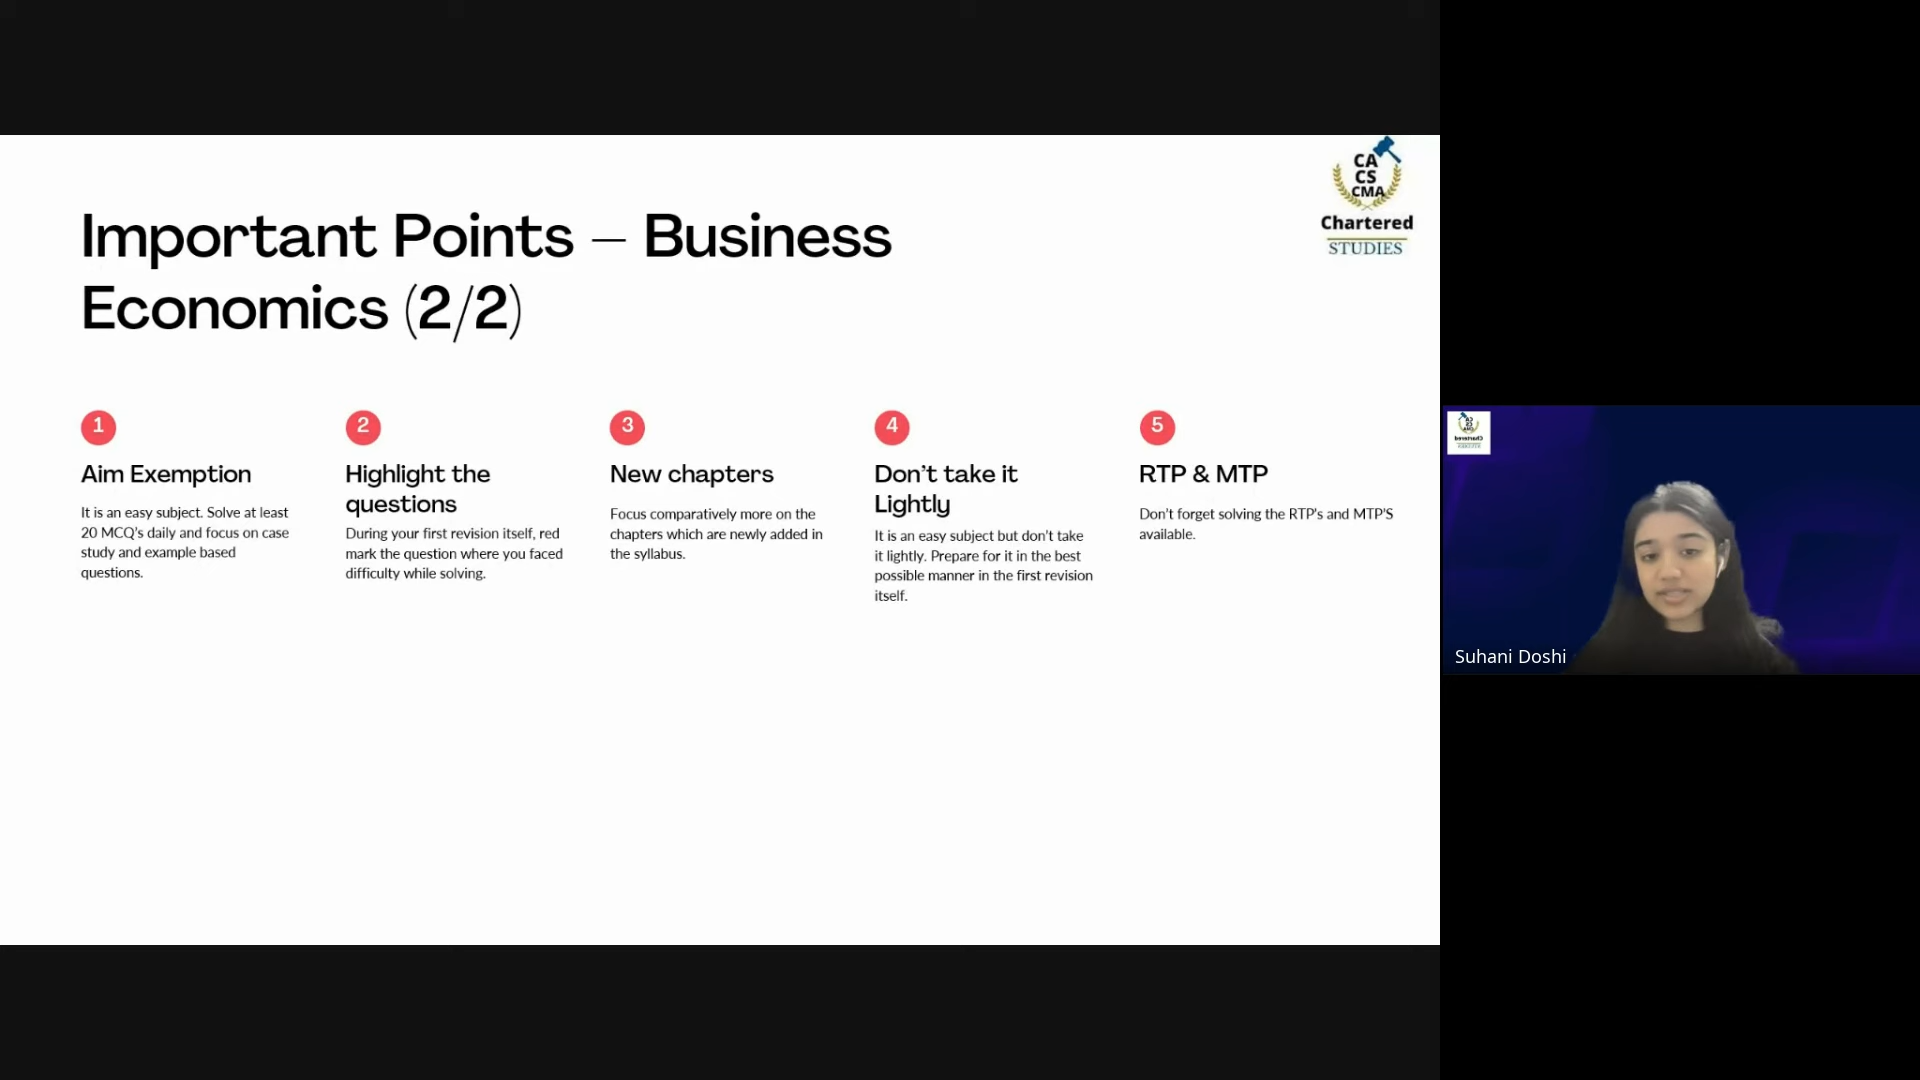 Important Points – Business
Economics (2/2)
CA
CS
CMA
Chartered
STUDIES
1
Aim Exemption
It is an easy subject. Solve at least
20 MCQ's daily and focus on case
study and example based
questions.
2
Highlight the
questions
During your first revision itself, red
mark the question where you faced
difficulty while solving.
3
New chapters
Focus comparatively more on the
chapters which are newly added in
the syllabus.
4
Don't take it
Lightly
It is an easy subject but don't take
it lightly. Prepare for it in the best
possible manner in the first revision
itself.
5
RTP & MTP
Don't forget solving the RTP's and MTP'S
available.
Suhani Doshi